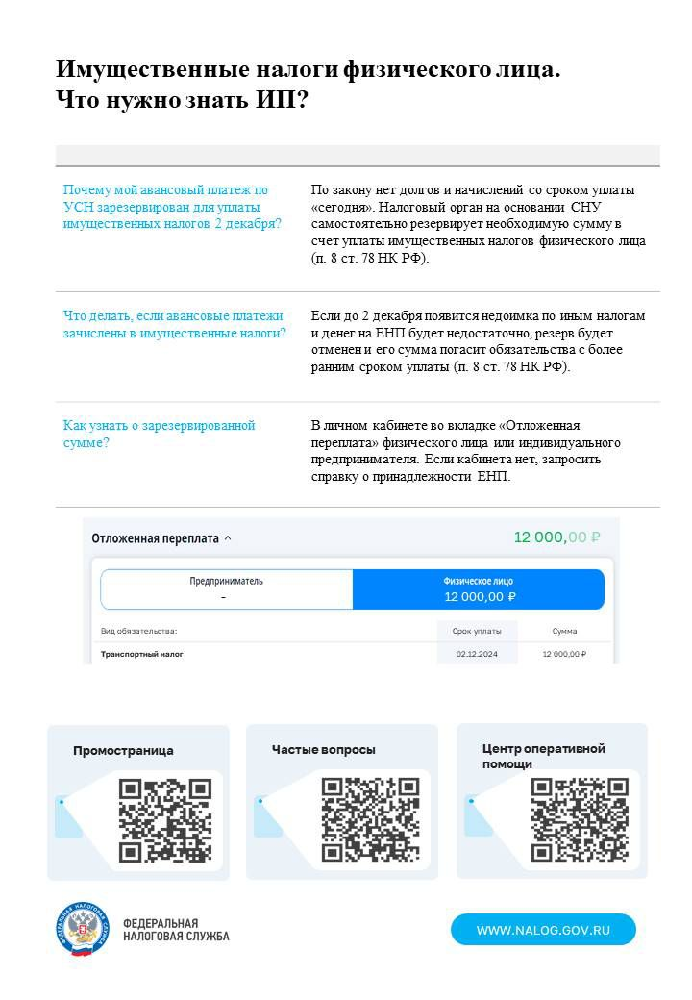 Имущественные налоги физического лица.
Что нужно знать ИП?
Почему мой авансовый платеж по
УСН зарезервирован для уплаты
имущественных налогов 2 декабря?
По закону нет долгов и начислений со сроком уплаты
«сегодня». Налоговый орган на основании СНУ
самостоятельно резервирует необходимую сумму в
счет уплаты имущественных налогов физического лица
(п. 8 ст. 78 НК РФ).
Что делать, если авансовые платежи
зачислены в имущественные налоги?
Если до 2 декабря появится недоимка по иным налогам
и денег на ЕНП будет недостаточно, резерв будет
отменен и его сумма погасит обязательства с более
ранним сроком уплаты (п. 8 ст. 78 НК РФ).
Как узнать о зарезервированной
сумме?
В личном кабинете во вкладке «Отложенная
переплата» физического лица или индивидуального
предпринимателя. Если кабинета нет, запросить
справку о принадлежности ЕНП.
Отложенная переплата 12 000,00 ₽
Предприниматель Физическое лицо
- 12 000,00 ₽
Вид обязательства: Срок уплаты Сумма
Транспортный налог 02.12.2024 12 000,00 ₽
Промостраница
Частые вопросы
Центр оперативной
помощи
ФЕДЕРАЛЬНАЯ НАЛОГОВАЯ СЛУЖБА
ФЕДЕРАЛЬНАЯ
НАЛОГОВАЯ СЛУЖБА
WWW.NALOG.GOV.RU